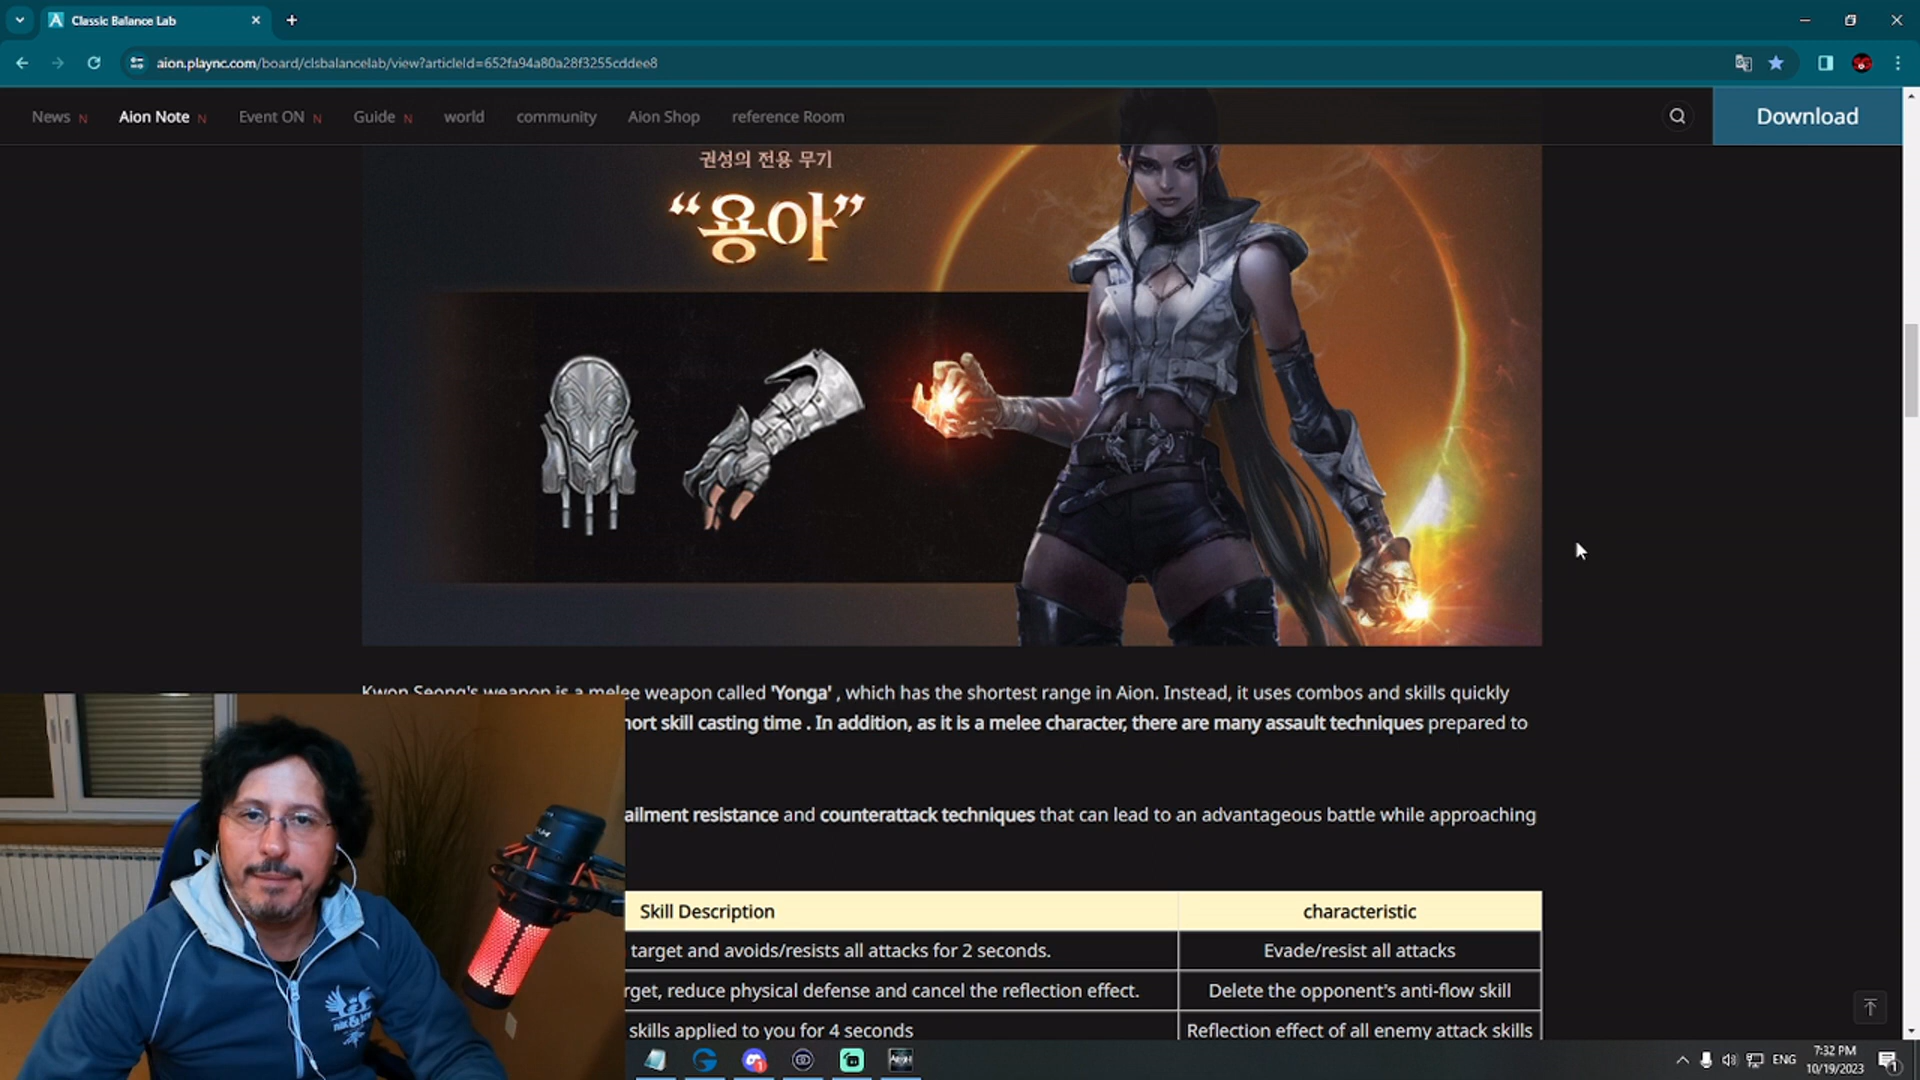 Classic Balance Lab
aion.plaync.com/board/clsbalancelab/view?articleId=652fa94a80a28f3255cddee8
News N Aion Note N Event ON N Guide N world community Aion Shop reference Room
Download
권성의 전용 무기
“용아”
Kwon Seong's weapon is a melee weapon called 'Yonga' , which has the shortest range in Aion. Instead, it uses combos and skills quickly
short skill casting time . In addition, as it is a melee character, there are many assault techniques prepared to
ailment resistance and counterattack techniques that can lead to an advantageous battle while approaching
Skill Description characteristic
target and avoids/resists all attacks for 2 seconds. Evade/resist all attacks
rget, reduce physical defense and cancel the reflection effect. Delete the opponent's anti-flow skill
skills applied to you for 4 seconds Reflection effect of all enemy attack skills
ENG
7:32 PM
10/19/2023